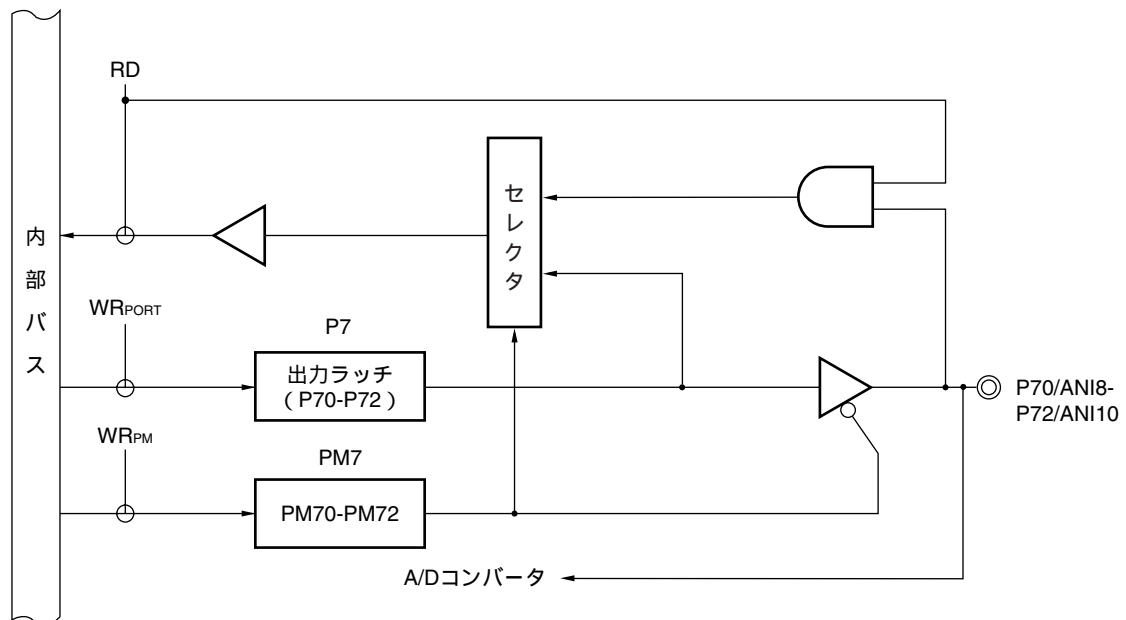 RD
セレクタ
内部バス
WRPORT
P7
出力ラッチ
(P70-P72)
P70/ANI8-
P72/ANI10
WRPM
PM7
PM70-PM72
A/Dコンバータ